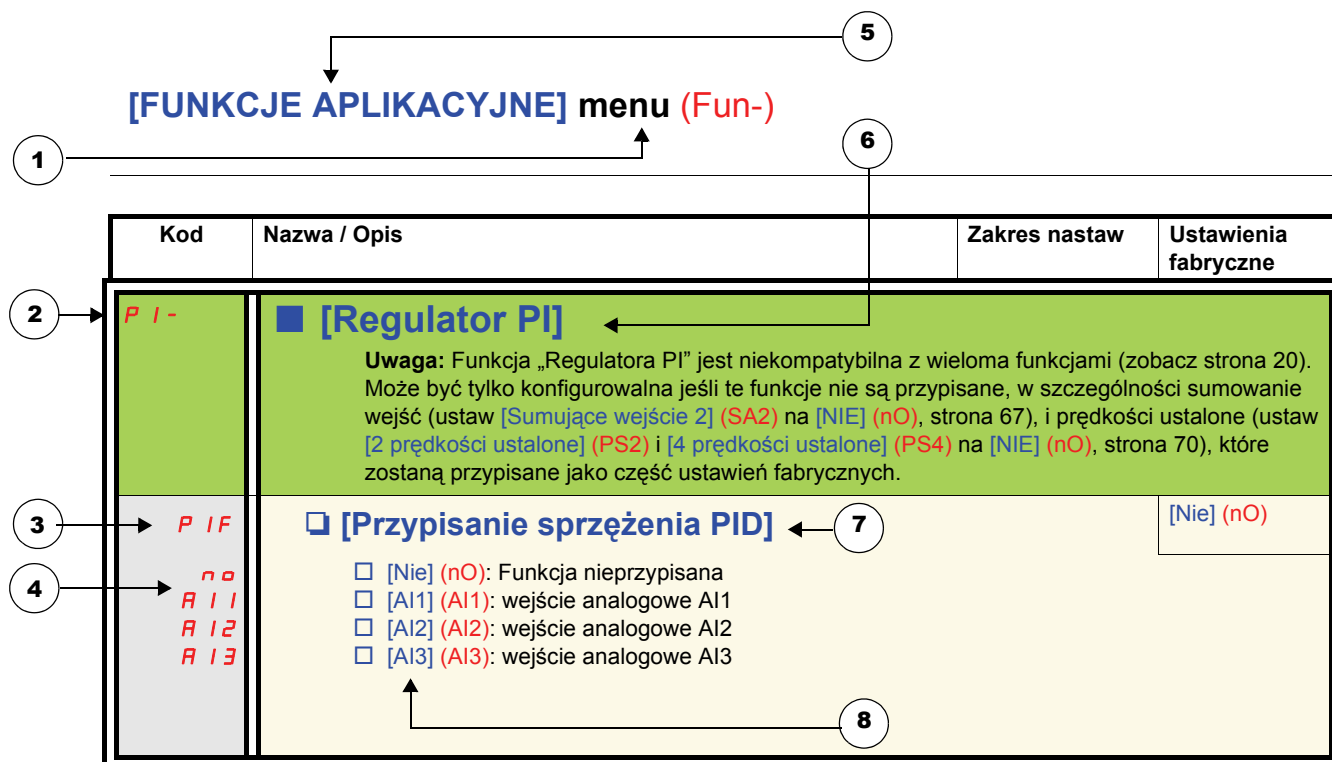 5
[FUNKCJE APLIKACYJNE] menu (Fun-)
1
6
Kod Nazwa / Opis Zakres nastaw Ustawienia
fabryczne
2
PI-
■ [Regulator PI]
Uwaga: Funkcja „Regulatora PI” jest niekompatybilna z wieloma funkcjami (zobacz strona 20).
Może być tylko konfigurowalna jeśli te funkcje nie są przypisane, w szczególności sumowanie
wejść (ustaw [Sumujące wejście 2] (SA2) na [NIE] (nO), strona 67), i prędkości ustalone (ustaw
[2 prędkości ustalone] (PS2) i [4 prędkości ustalone] (PS4) na [NIE] (nO), strona 70), które
zostaną przypisane jako część ustawień fabrycznych.
3
PIF
❏ [Przypisanie sprzężenia PID]
7
[Nie] (nO)
4
no
□ [Nie] (nO): Funkcja nieprzypisana
AI1
□ [AI1] (AI1): wejście analogowe AI1
AI2
□ [AI2] (AI2): wejście analogowe AI2
AI3
□ [AI3] (AI3): wejście analogowe AI3
8